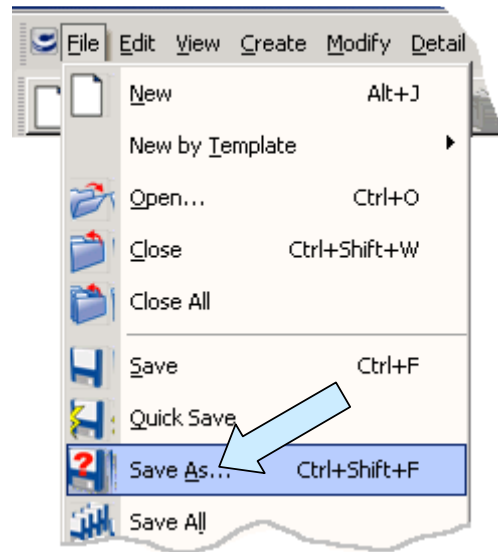 File Edit View Create Modify Detail
New Alt+J
New by Template
Open... Ctrl+O
Close Ctrl+Shift+W
Close All
Save Ctrl+F
Quick Save
Save As... Ctrl+Shift+F
Save All